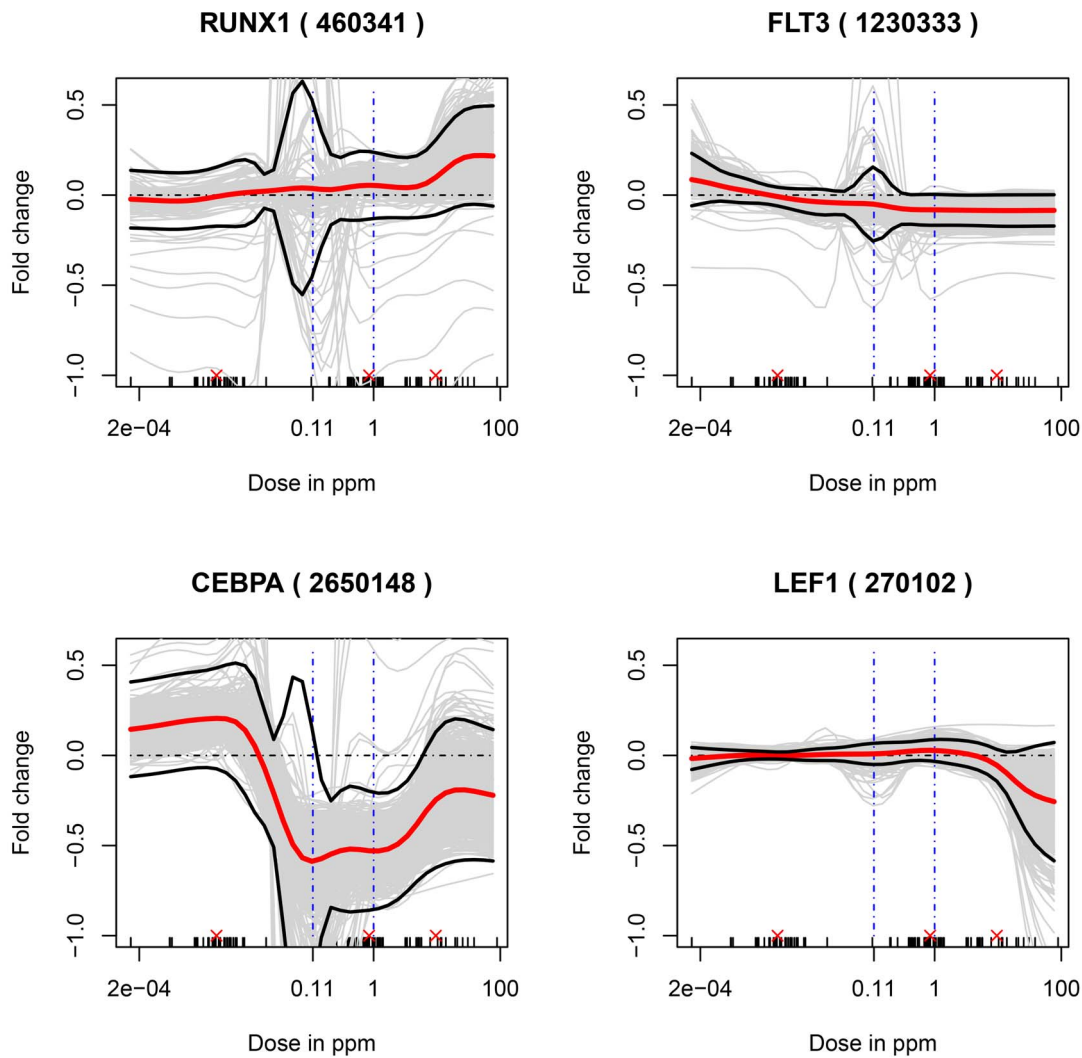 RUNX1 ( 460341 )
Fold change
0.5
0.0
−0.5
−1.0
2e−04
0.11
1
100
Dose in ppm
FLT3 ( 1230333 )
Fold change
0.5
0.0
−0.5
−1.0
2e−04
0.11
1
100
Dose in ppm
CEBPA ( 2650148 )
Fold change
0.5
0.0
−0.5
−1.0
2e−04
0.11
1
100
Dose in ppm
LEF1 ( 270102 )
Fold change
0.5
0.0
−0.5
−1.0
2e−04
0.11
1
100
Dose in ppm